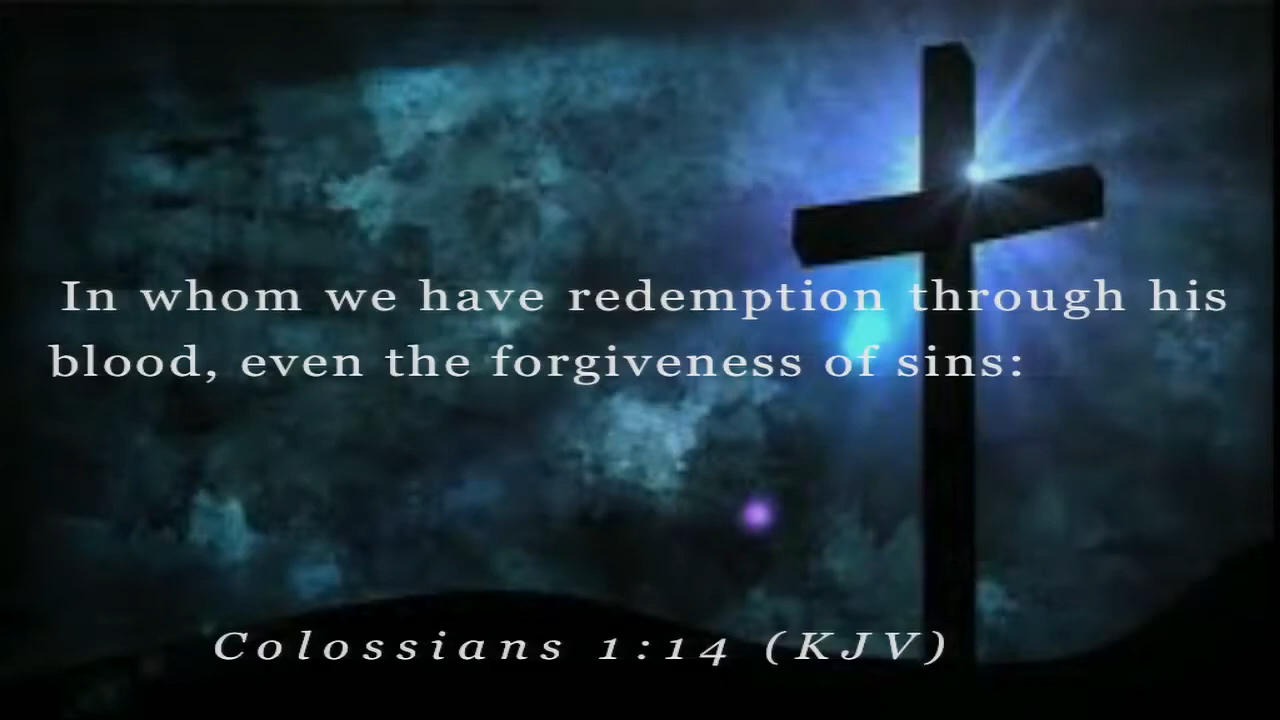 In whom we have redemption through his
blood, even the forgiveness of sins:
Colossians 1:14 (KJV)